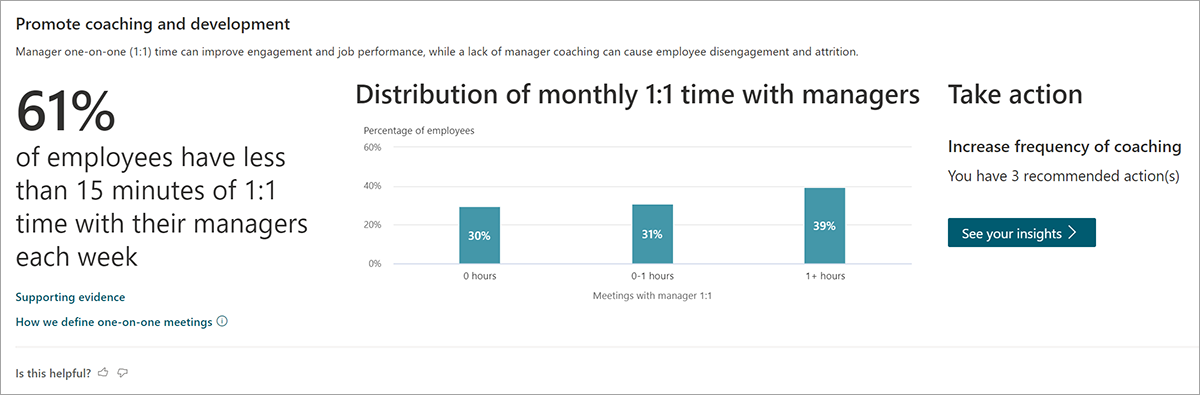 Promote coaching and development
Manager one-on-one (1:1) time can improve engagement and job performance, while a lack of manager coaching can cause employee disengagement and attrition.
61%
of employees have less
than 15 minutes of 1:1
time with their managers
each week
Supporting evidence
How we define one-on-one meetings
Distribution of monthly 1:1 time with managers
Percentage of employees
60%
40%
20%
0%
30%
31%
39%
0 hours
0-1 hours
1+ hours
Meetings with manager 1:1
Take action
Increase frequency of coaching
You have 3 recommended action(s)
See your insights
Is this helpful?